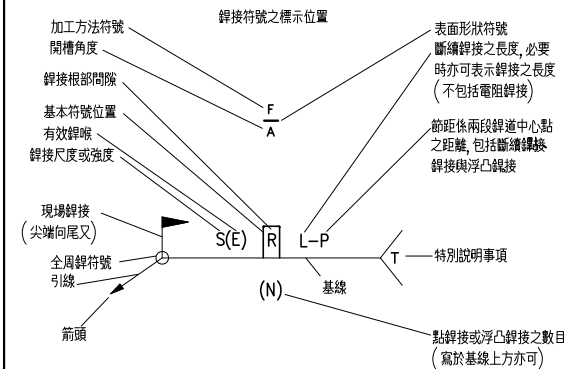 銲接符號之標示位置
加工方法符號
開槽角度
銲接根部間隙
基本符號位置
有效銲喉
銲接尺度或強度
現場銲接
(尖端向尾叉)
全周銲符號
引線
箭頭
F
A
S(E)
R
L-P
(N)
T
基線
表面形狀符號
斷續銲接之長度,必要
時亦可表示銲接之長度
(不包括電阻銲接)
節距係兩段銲道中心點
之距離,包括斷續銲接、
銲接與浮凸銲接
特別說明事項
點銲接或浮凸銲接之數目
(寫於基線上方亦可)